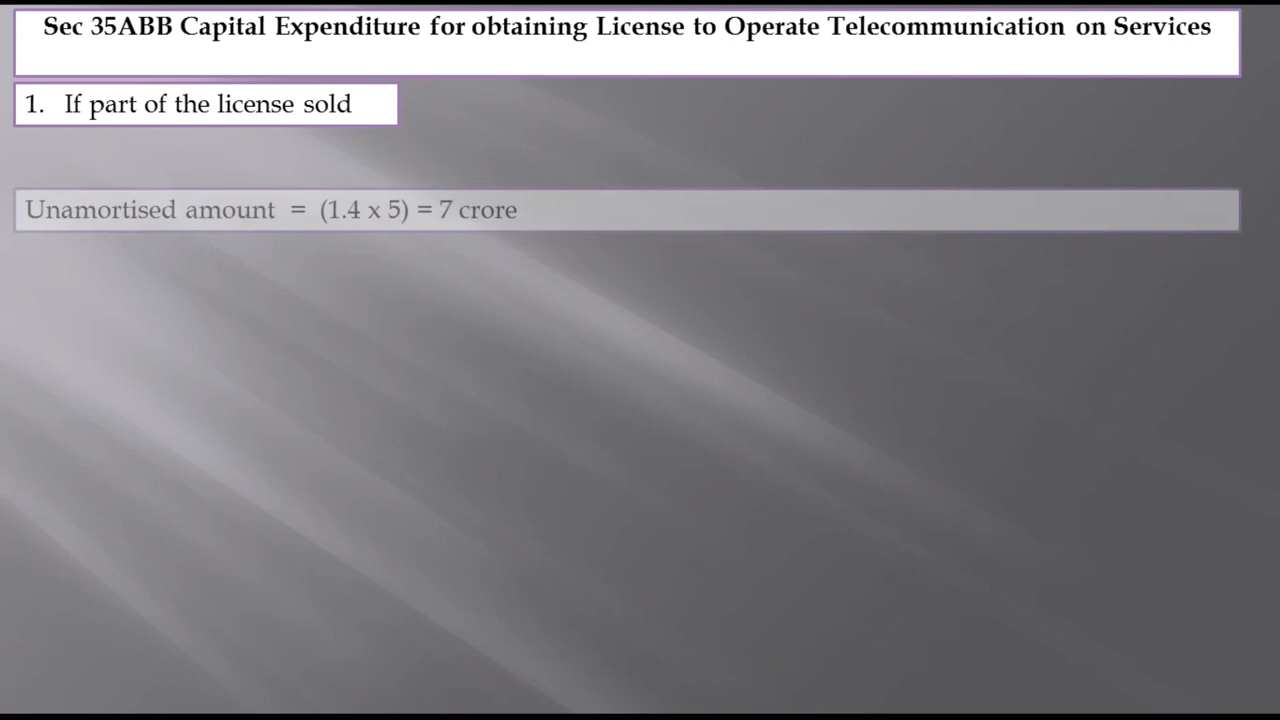 Sec 35ABB Capital Expenditure for obtaining License to Operate Telecommunication on Services
1. If part of the license sold
Unamortised amount = (1.4 x 5) = 7 crore